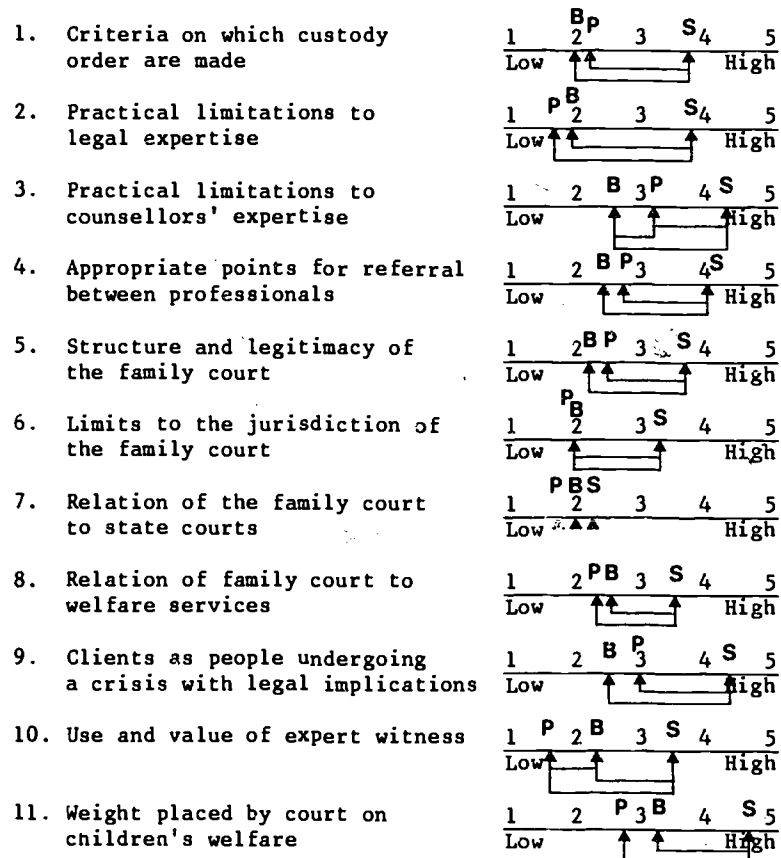 1. Criteria on which custody
order are made
B P S
1 2 3 4 5
Low High
2. Practical limitations to
legal expertise
P B S
1 2 3 4 5
Low High
3. Practical limitations to
counsellors' expertise
B P S
1 2 3 4 5
Low High
4. Appropriate points for referral
between professionals
B P S
1 2 3 4 5
Low High
5. Structure and legitimacy of
the family court
B P S
1 2 3 4 5
Low High
6. Limits to the jurisdiction of
the family court
P B S
1 2 3 4 5
Low High
7. Relation of the family court
to state courts
P B S
1 2 3 4 5
Low High
8. Relation of family court to
welfare services
P B S
1 2 3 4 5
Low High
9. Clients as people undergoing
a crisis with legal implications
B P S
1 2 3 4 5
Low High
10. Use and value of expert witness
P B S
1 2 3 4 5
Low High
11. Weight placed by court on
children's welfare
P B S
1 2 3 4 5
Low High